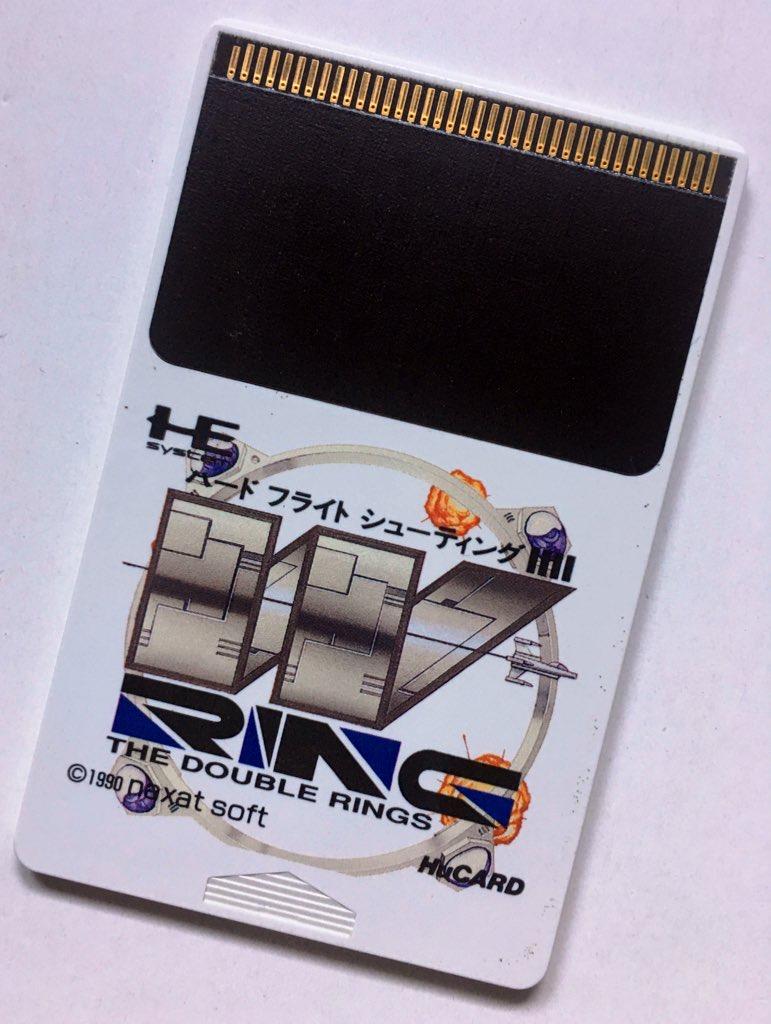 HE
SYSTEM
ハード フライト シューティング
W
RING
THE DOUBLE RINGS
©1990 naxat soft
HuCARD